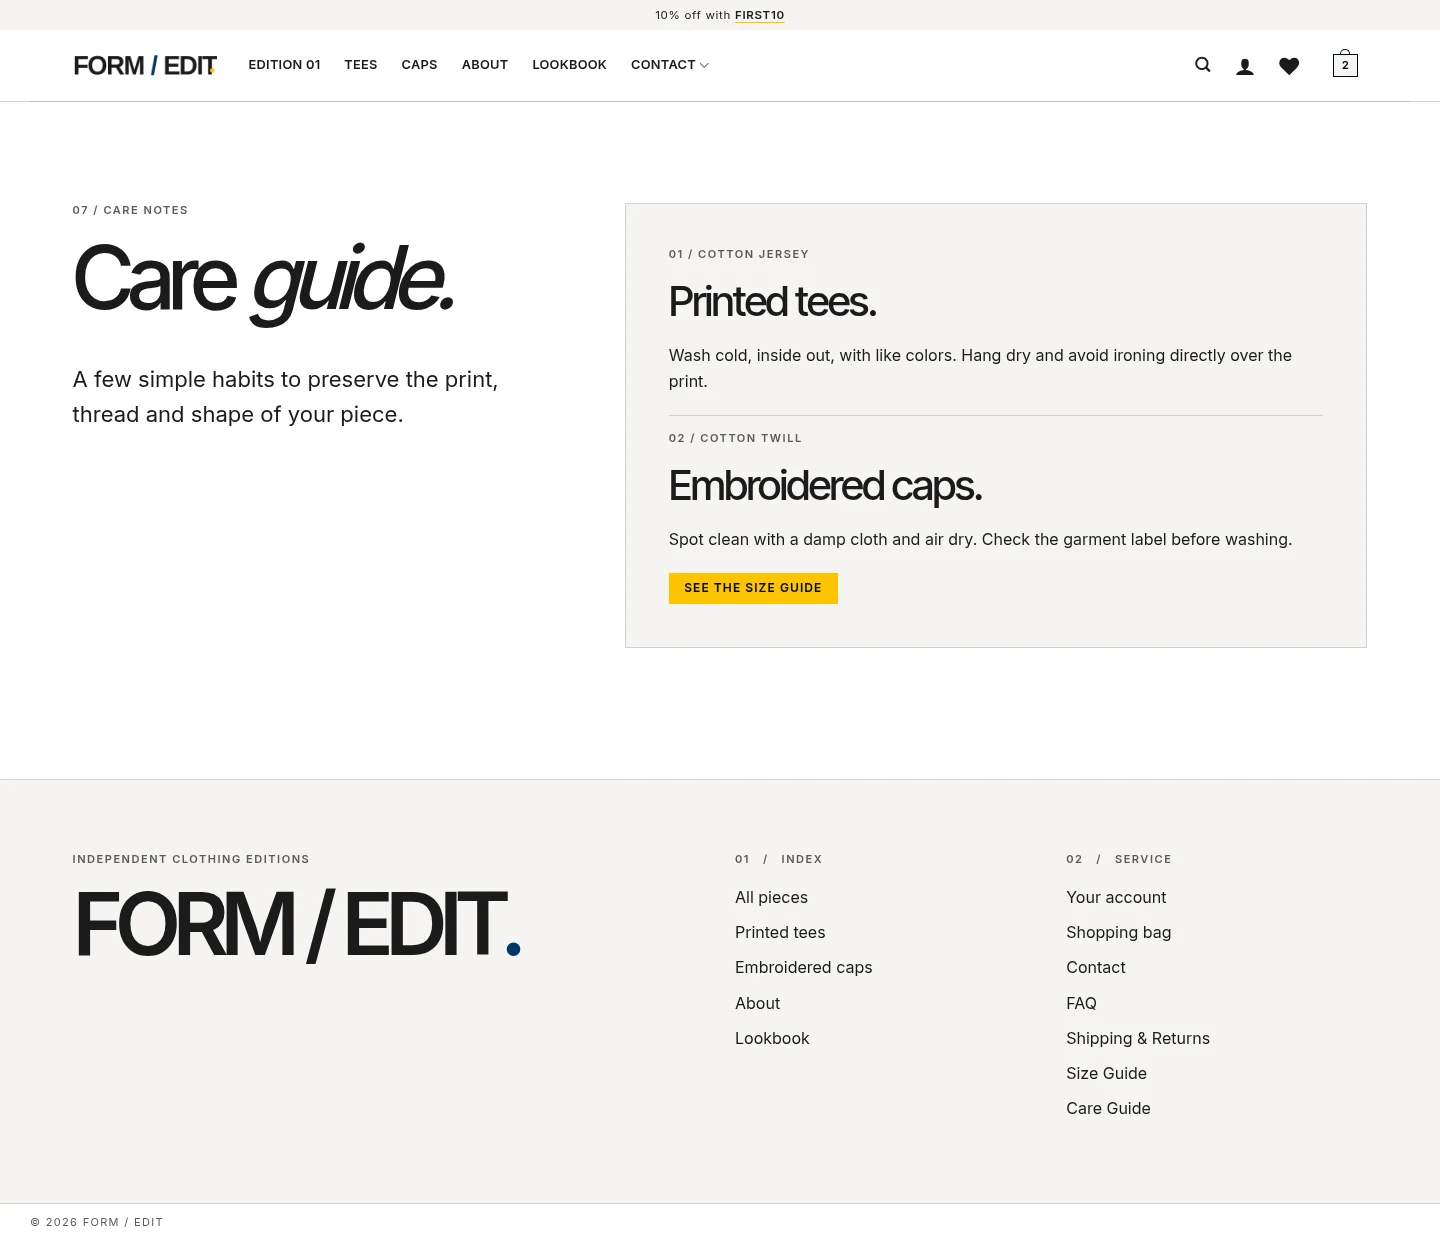 10% off with FIRST10
FORM / EDIT.
EDITION 01
TEES
CAPS
ABOUT
LOOKBOOK
CONTACT
2
07 / CARE NOTES
Care guide.
A few simple habits to preserve the print,
thread and shape of your piece.
01 / COTTON JERSEY
Printed tees.
Wash cold, inside out, with like colors. Hang dry and avoid ironing directly over the
print.
02 / COTTON TWILL
Embroidered caps.
Spot clean with a damp cloth and air dry. Check the garment label before washing.
SEE THE SIZE GUIDE
INDEPENDENT CLOTHING EDITIONS
FORM / EDIT.
01 / INDEX
All pieces
Printed tees
Embroidered caps
About
Lookbook
02 / SERVICE
Your account
Shopping bag
Contact
FAQ
Shipping & Returns
Size Guide
Care Guide
© 2026 FORM / EDIT